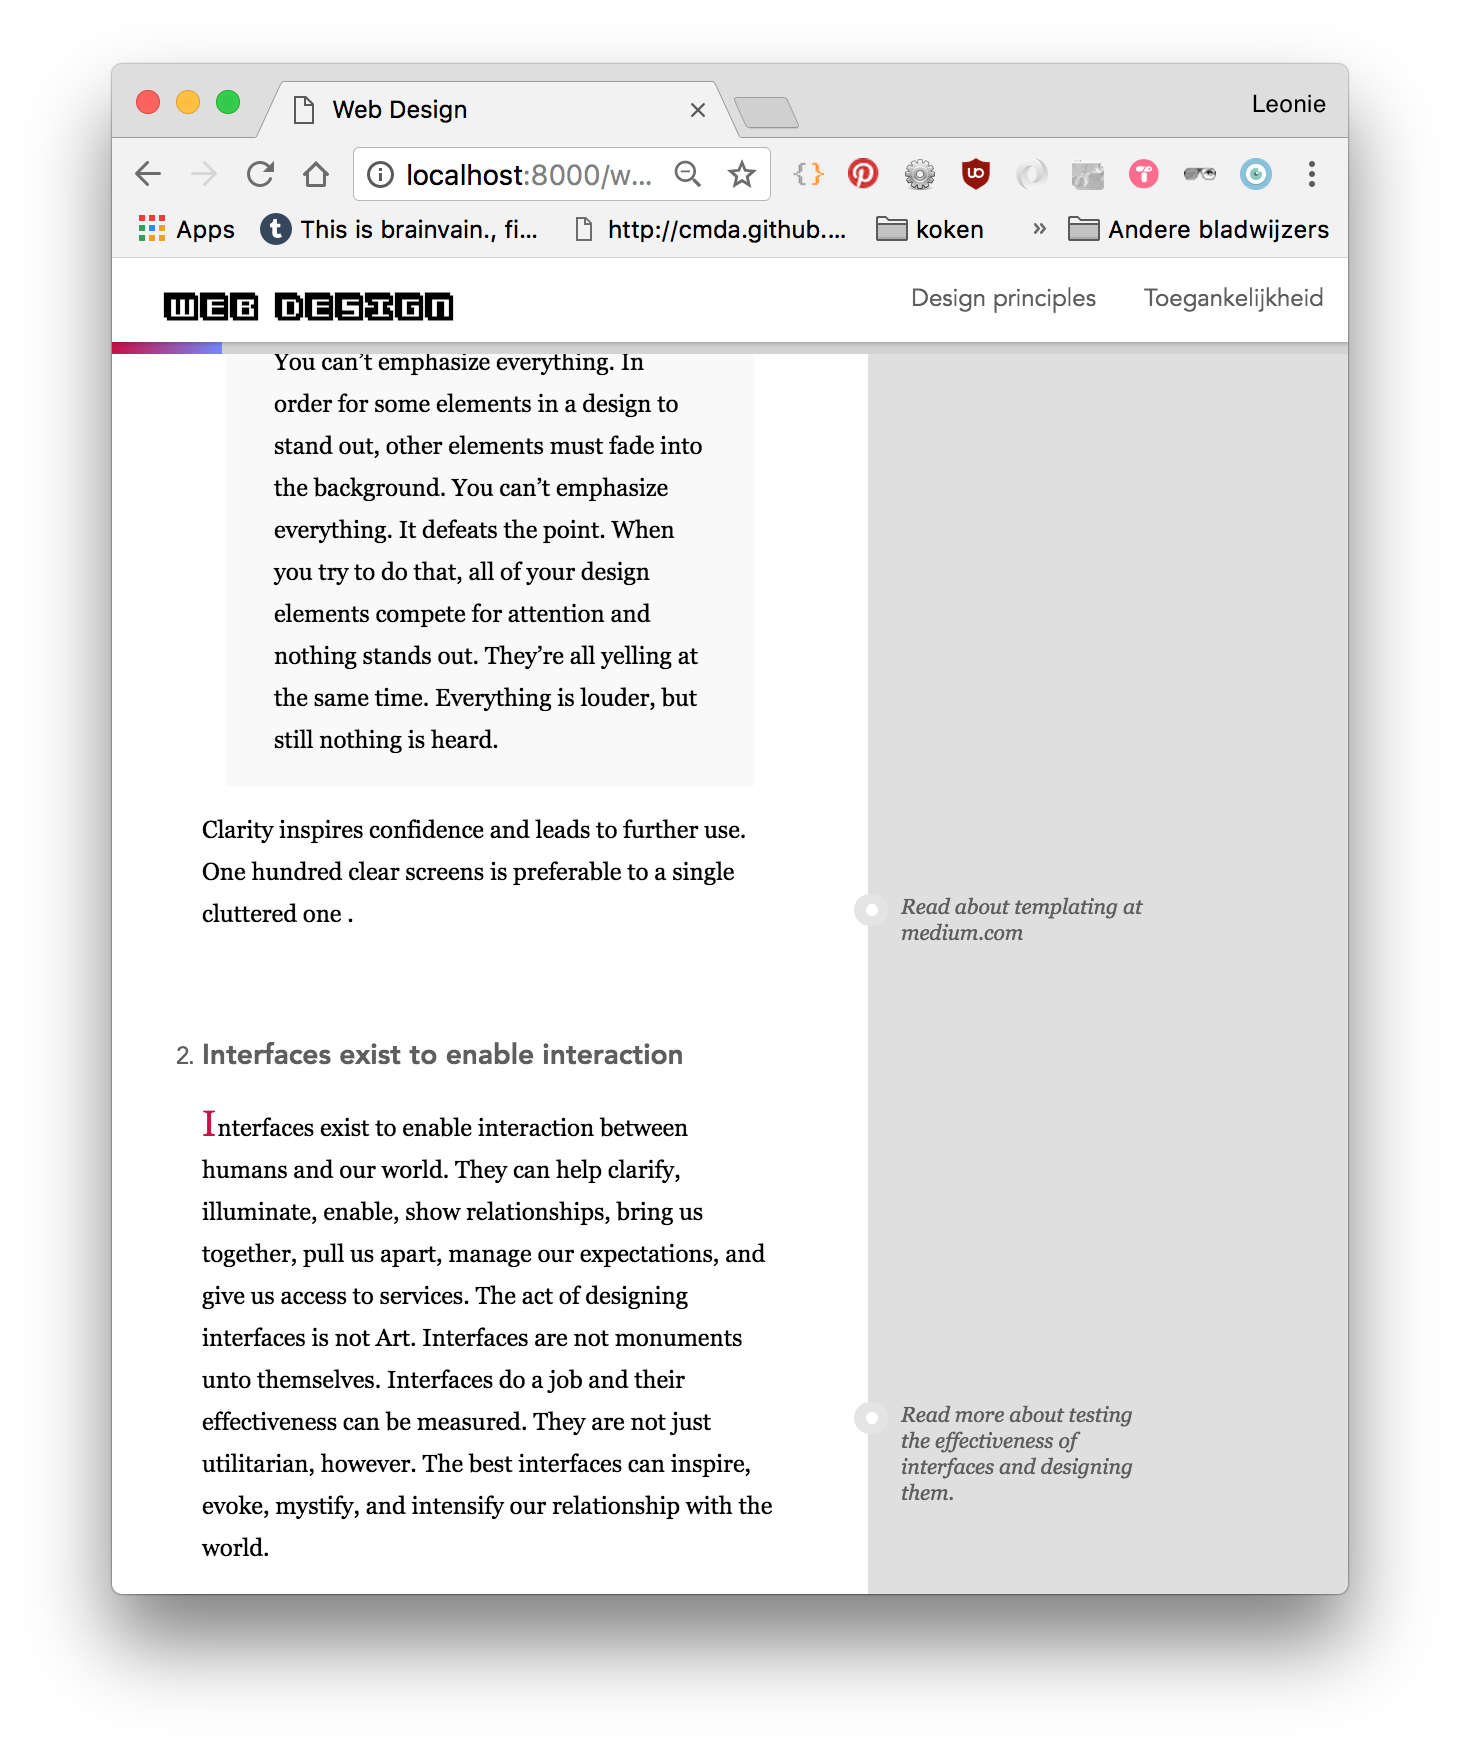 Web Design
Leonie
localhost:8000/w...
Apps
This is brainvain., fi...
http://cmda.github....
koken
»
Andere bladwijzers
WEB DESIGN
Design principles
Toegankelijkheid
You can’t emphasize everything. In
order for some elements in a design to
stand out, other elements must fade into
the background. You can’t emphasize
everything. It defeats the point. When
you try to do that, all of your design
elements compete for attention and
nothing stands out. They’re all yelling at
the same time. Everything is louder, but
still nothing is heard.
Clarity inspires confidence and leads to further use.
One hundred clear screens is preferable to a single
cluttered one .
Read about templating at
medium.com
2. Interfaces exist to enable interaction
Interfaces exist to enable interaction between
humans and our world. They can help clarify,
illuminate, enable, show relationships, bring us
together, pull us apart, manage our expectations, and
give us access to services. The act of designing
interfaces is not Art. Interfaces are not monuments
unto themselves. Interfaces do a job and their
effectiveness can be measured. They are not just
utilitarian, however. The best interfaces can inspire,
evoke, mystify, and intensify our relationship with the
world.
Read more about testing
the effectiveness of
interfaces and designing
them.